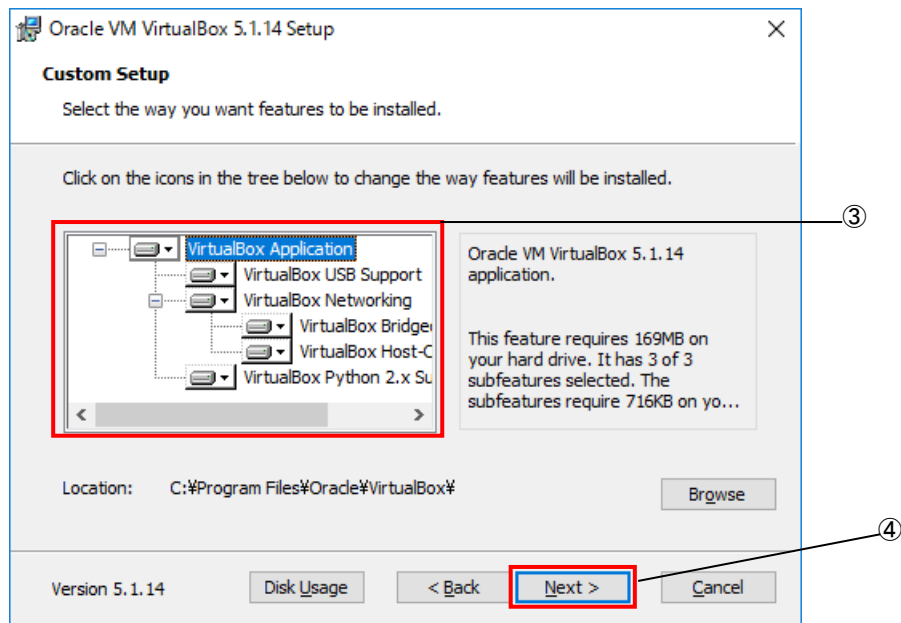 Oracle VM VirtualBox 5.1.14 Setup
Custom Setup
Select the way you want features to be installed.
Click on the icons in the tree below to change the way features will be installed.
③
VirtualBox Application
VirtualBox USB Support
VirtualBox Networking
VirtualBox Bridge
VirtualBox Host-C
VirtualBox Python 2.x Su
Oracle VM VirtualBox 5.1.14
application.
This feature requires 169MB on
your hard drive. It has 3 of 3
subfeatures selected. The
subfeatures require 716KB on yo...
Location: C:¥Program Files¥Oracle¥VirtualBox¥
Browse
④
Version 5.1.14
Disk Usage
< Back
Next >
Cancel